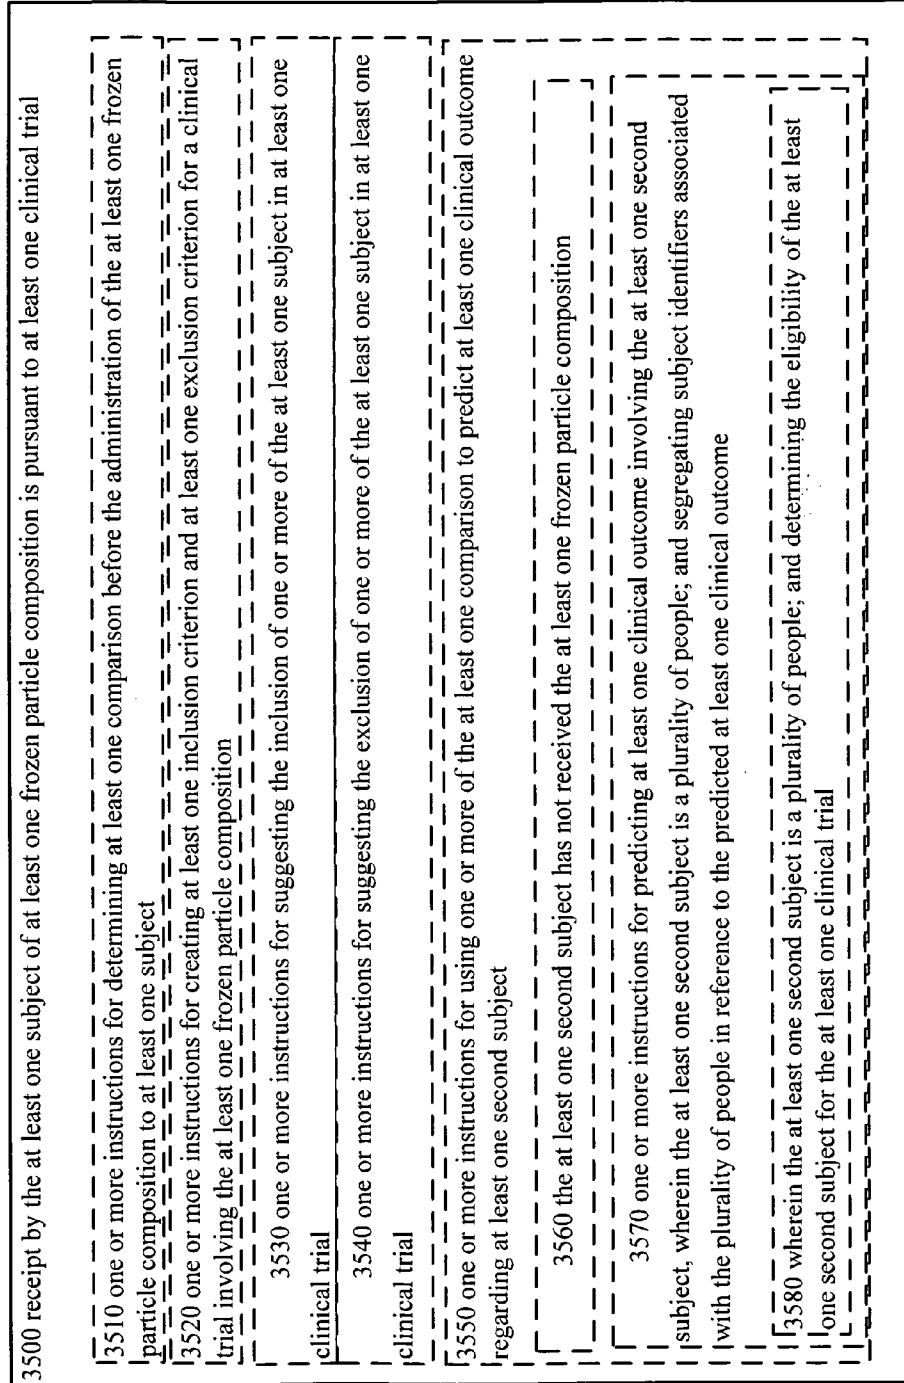 3500 receipt by the at least one subject of at least one frozen particle composition is pursuant to at least one clinical trial
3510 one or more instructions for determining at least one comparison before the administration of the at least one frozen
particle composition to at least one subject
3520 one or more instructions for creating at least one inclusion criterion and at least one exclusion criterion for a clinical
trial involving the at least one frozen particle composition
3530 one or more instructions for suggesting the inclusion of one or more of the at least one subject in at least one
clinical trial
3540 one or more instructions for suggesting the exclusion of one or more of the at least one subject in at least one
clinical trial
3550 one or more instructions for using one or more of the at least one comparison to predict at least one clinical outcome
regarding at least one second subject
3560 the at least one second subject has not received the at least one frozen particle composition
3570 one or more instructions for predicting at least one clinical outcome involving the at least one second
subject, wherein the at least one second subject is a plurality of people; and segregating subject identifiers associated
with the plurality of people in reference to the predicted at least one clinical outcome
3580 wherein the at least one second subject is a plurality of people; and determining the eligibility of the at least
one second subject for the at least one clinical trial